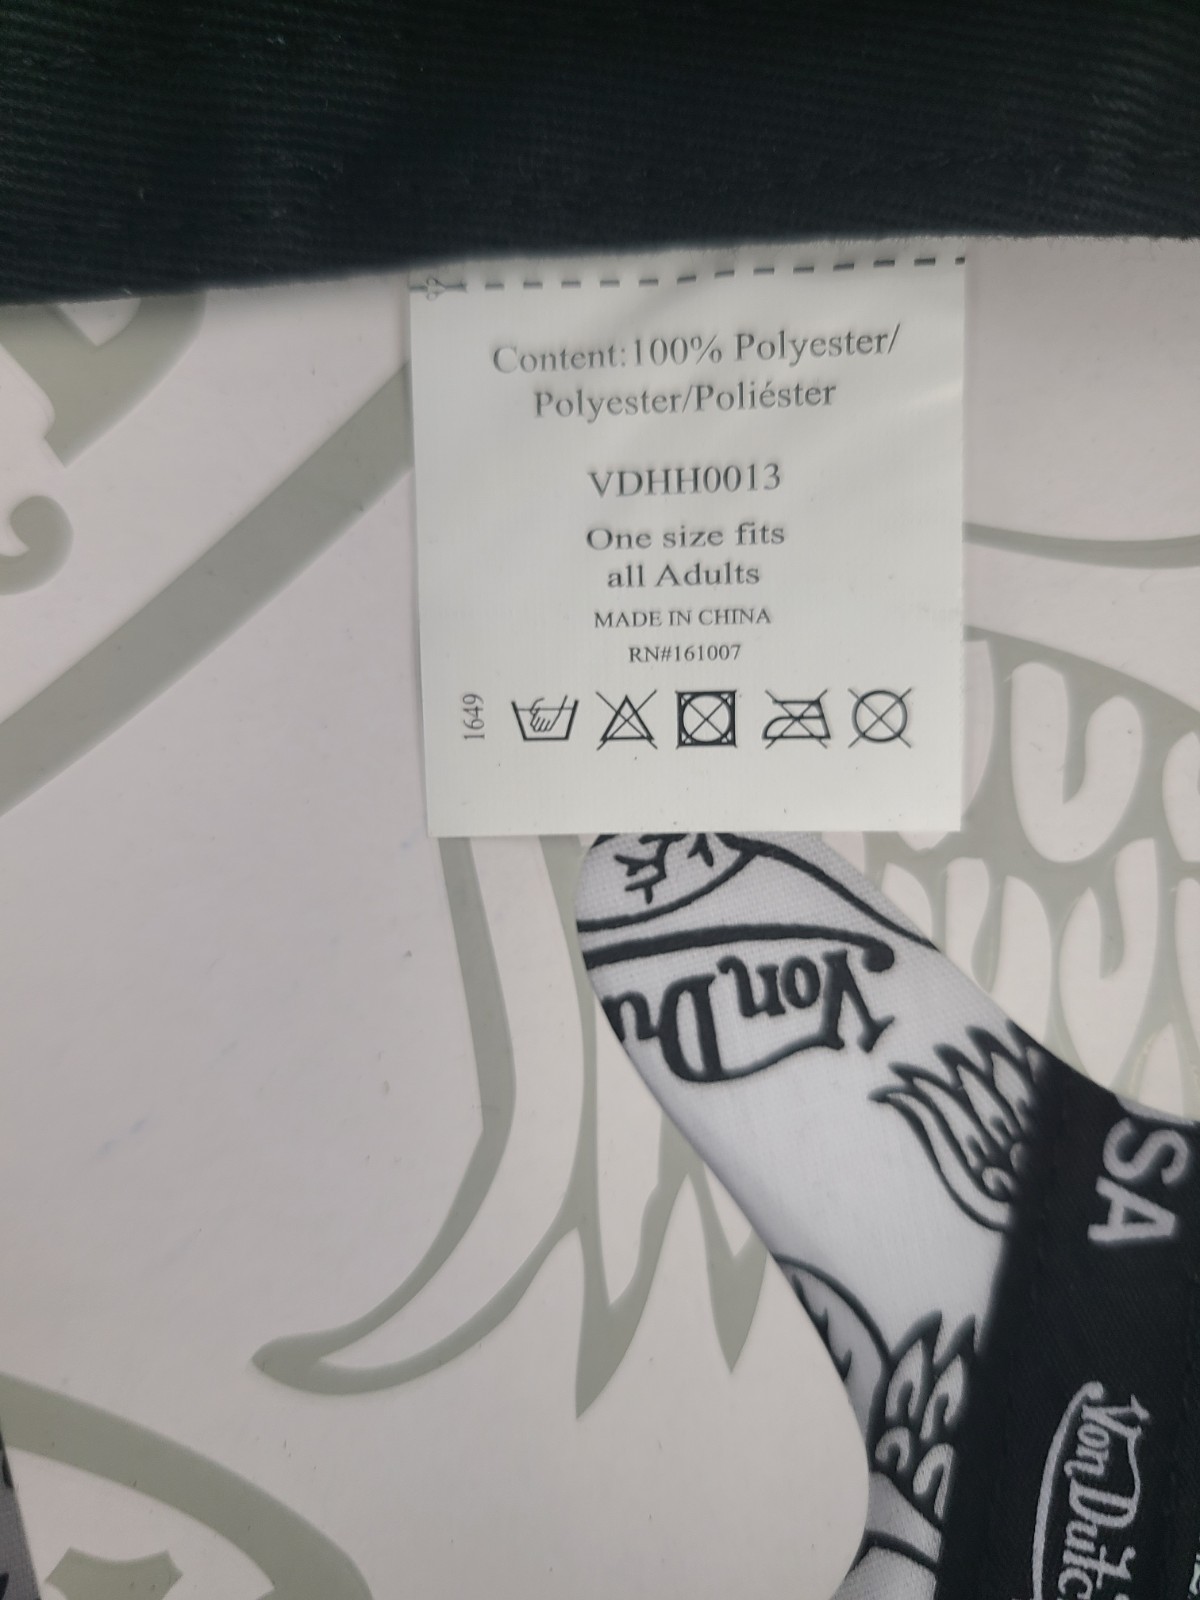 Content:100% Polyester/
Polyester/Poliéster
VDHH0013
One size fits
all Adults
MADE IN CHINA
RN#161007
1649
Von Du
SA
Von Dutc